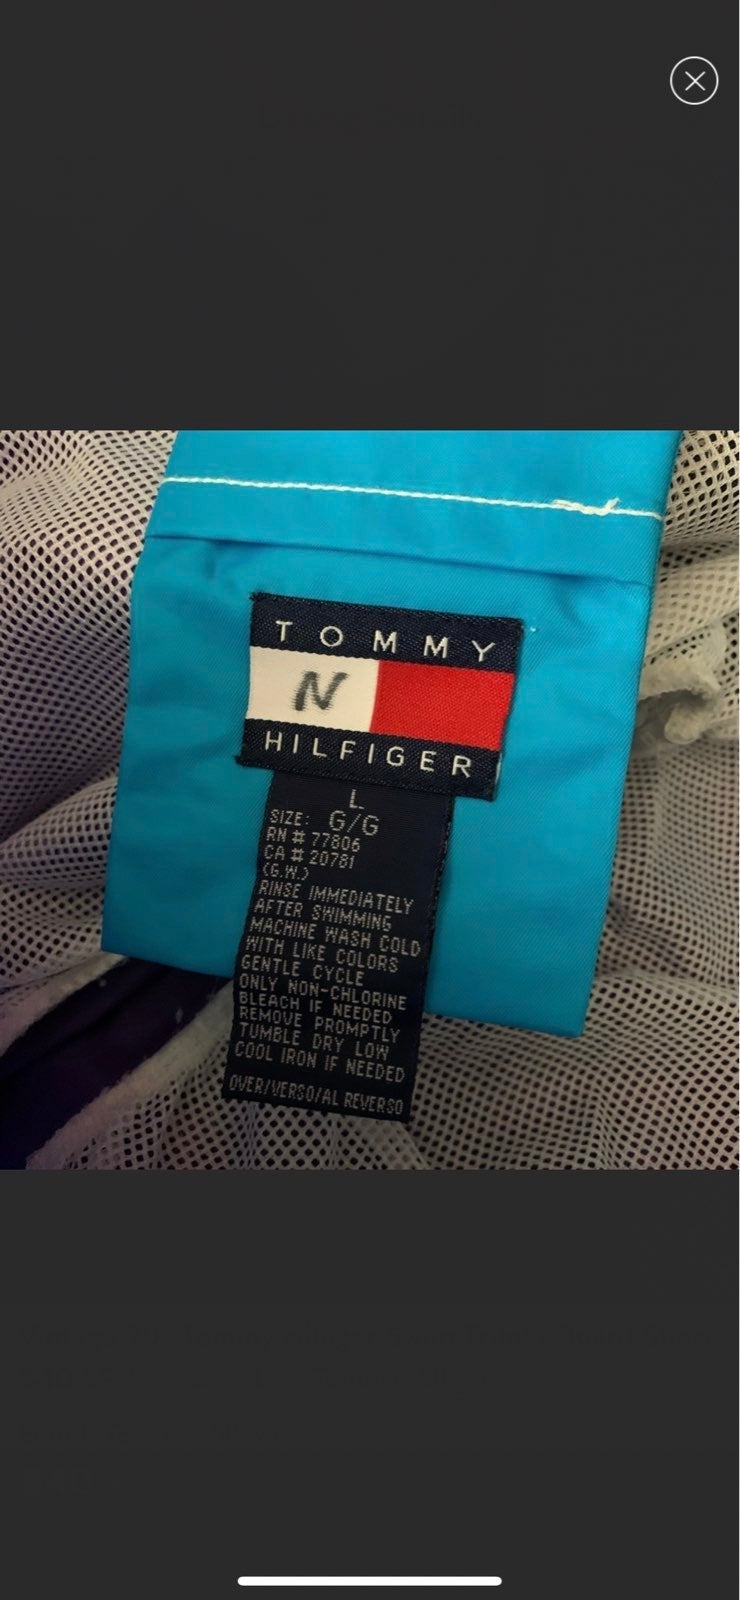 TOMMY
N
HILFIGER
L
SIZE: G/G
RN # 77806
CA # 20781
(G.W.)
RINSE IMMEDIATELY
AFTER SWIMMING
MACHINE WASH COLD
WITH LIKE COLORS
GENTLE CYCLE
ONLY NON-CHLORINE
BLEACH IF NEEDED
REMOVE PROMPTLY
TUMBLE DRY LOW
COOL IRON IF NEEDED
OVER/VERSO/AL REVERSO